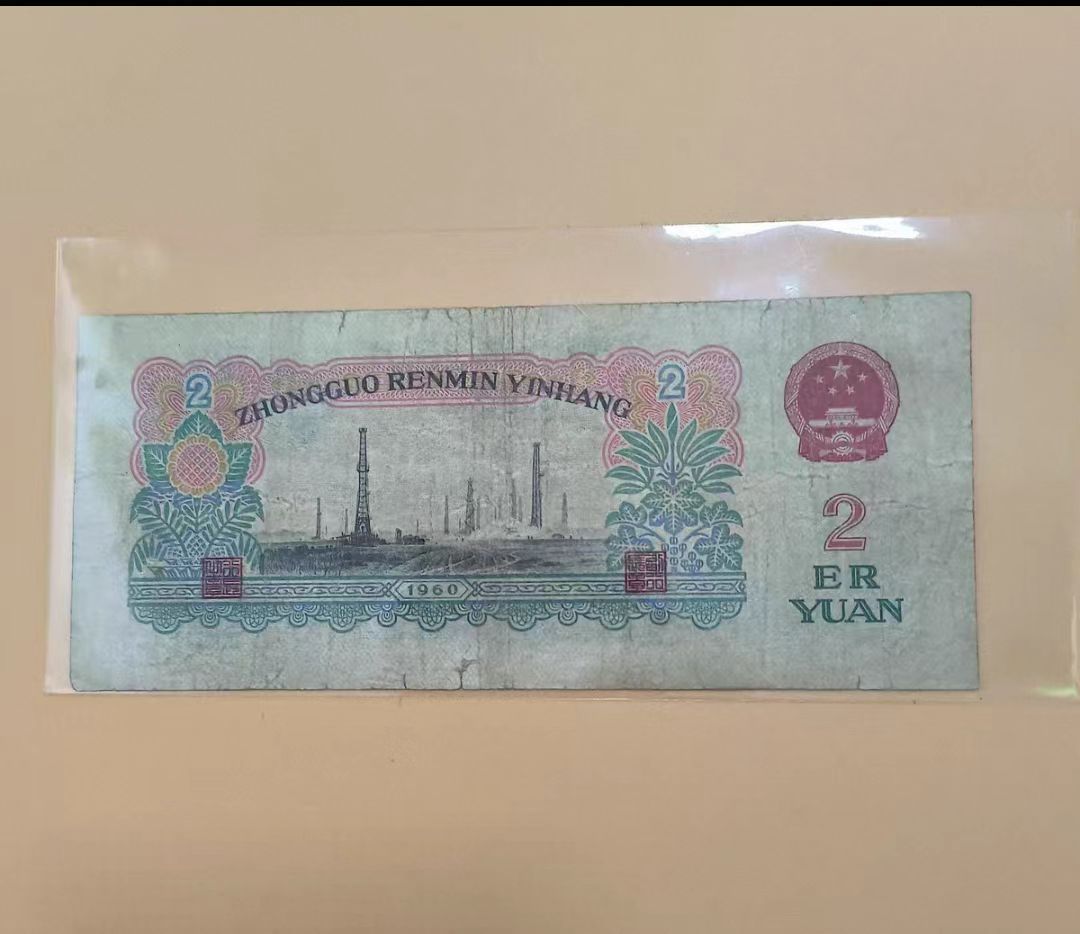 2
2
ZHONGGUO RENMIN YINHANG
2
ER
YUAN
1960